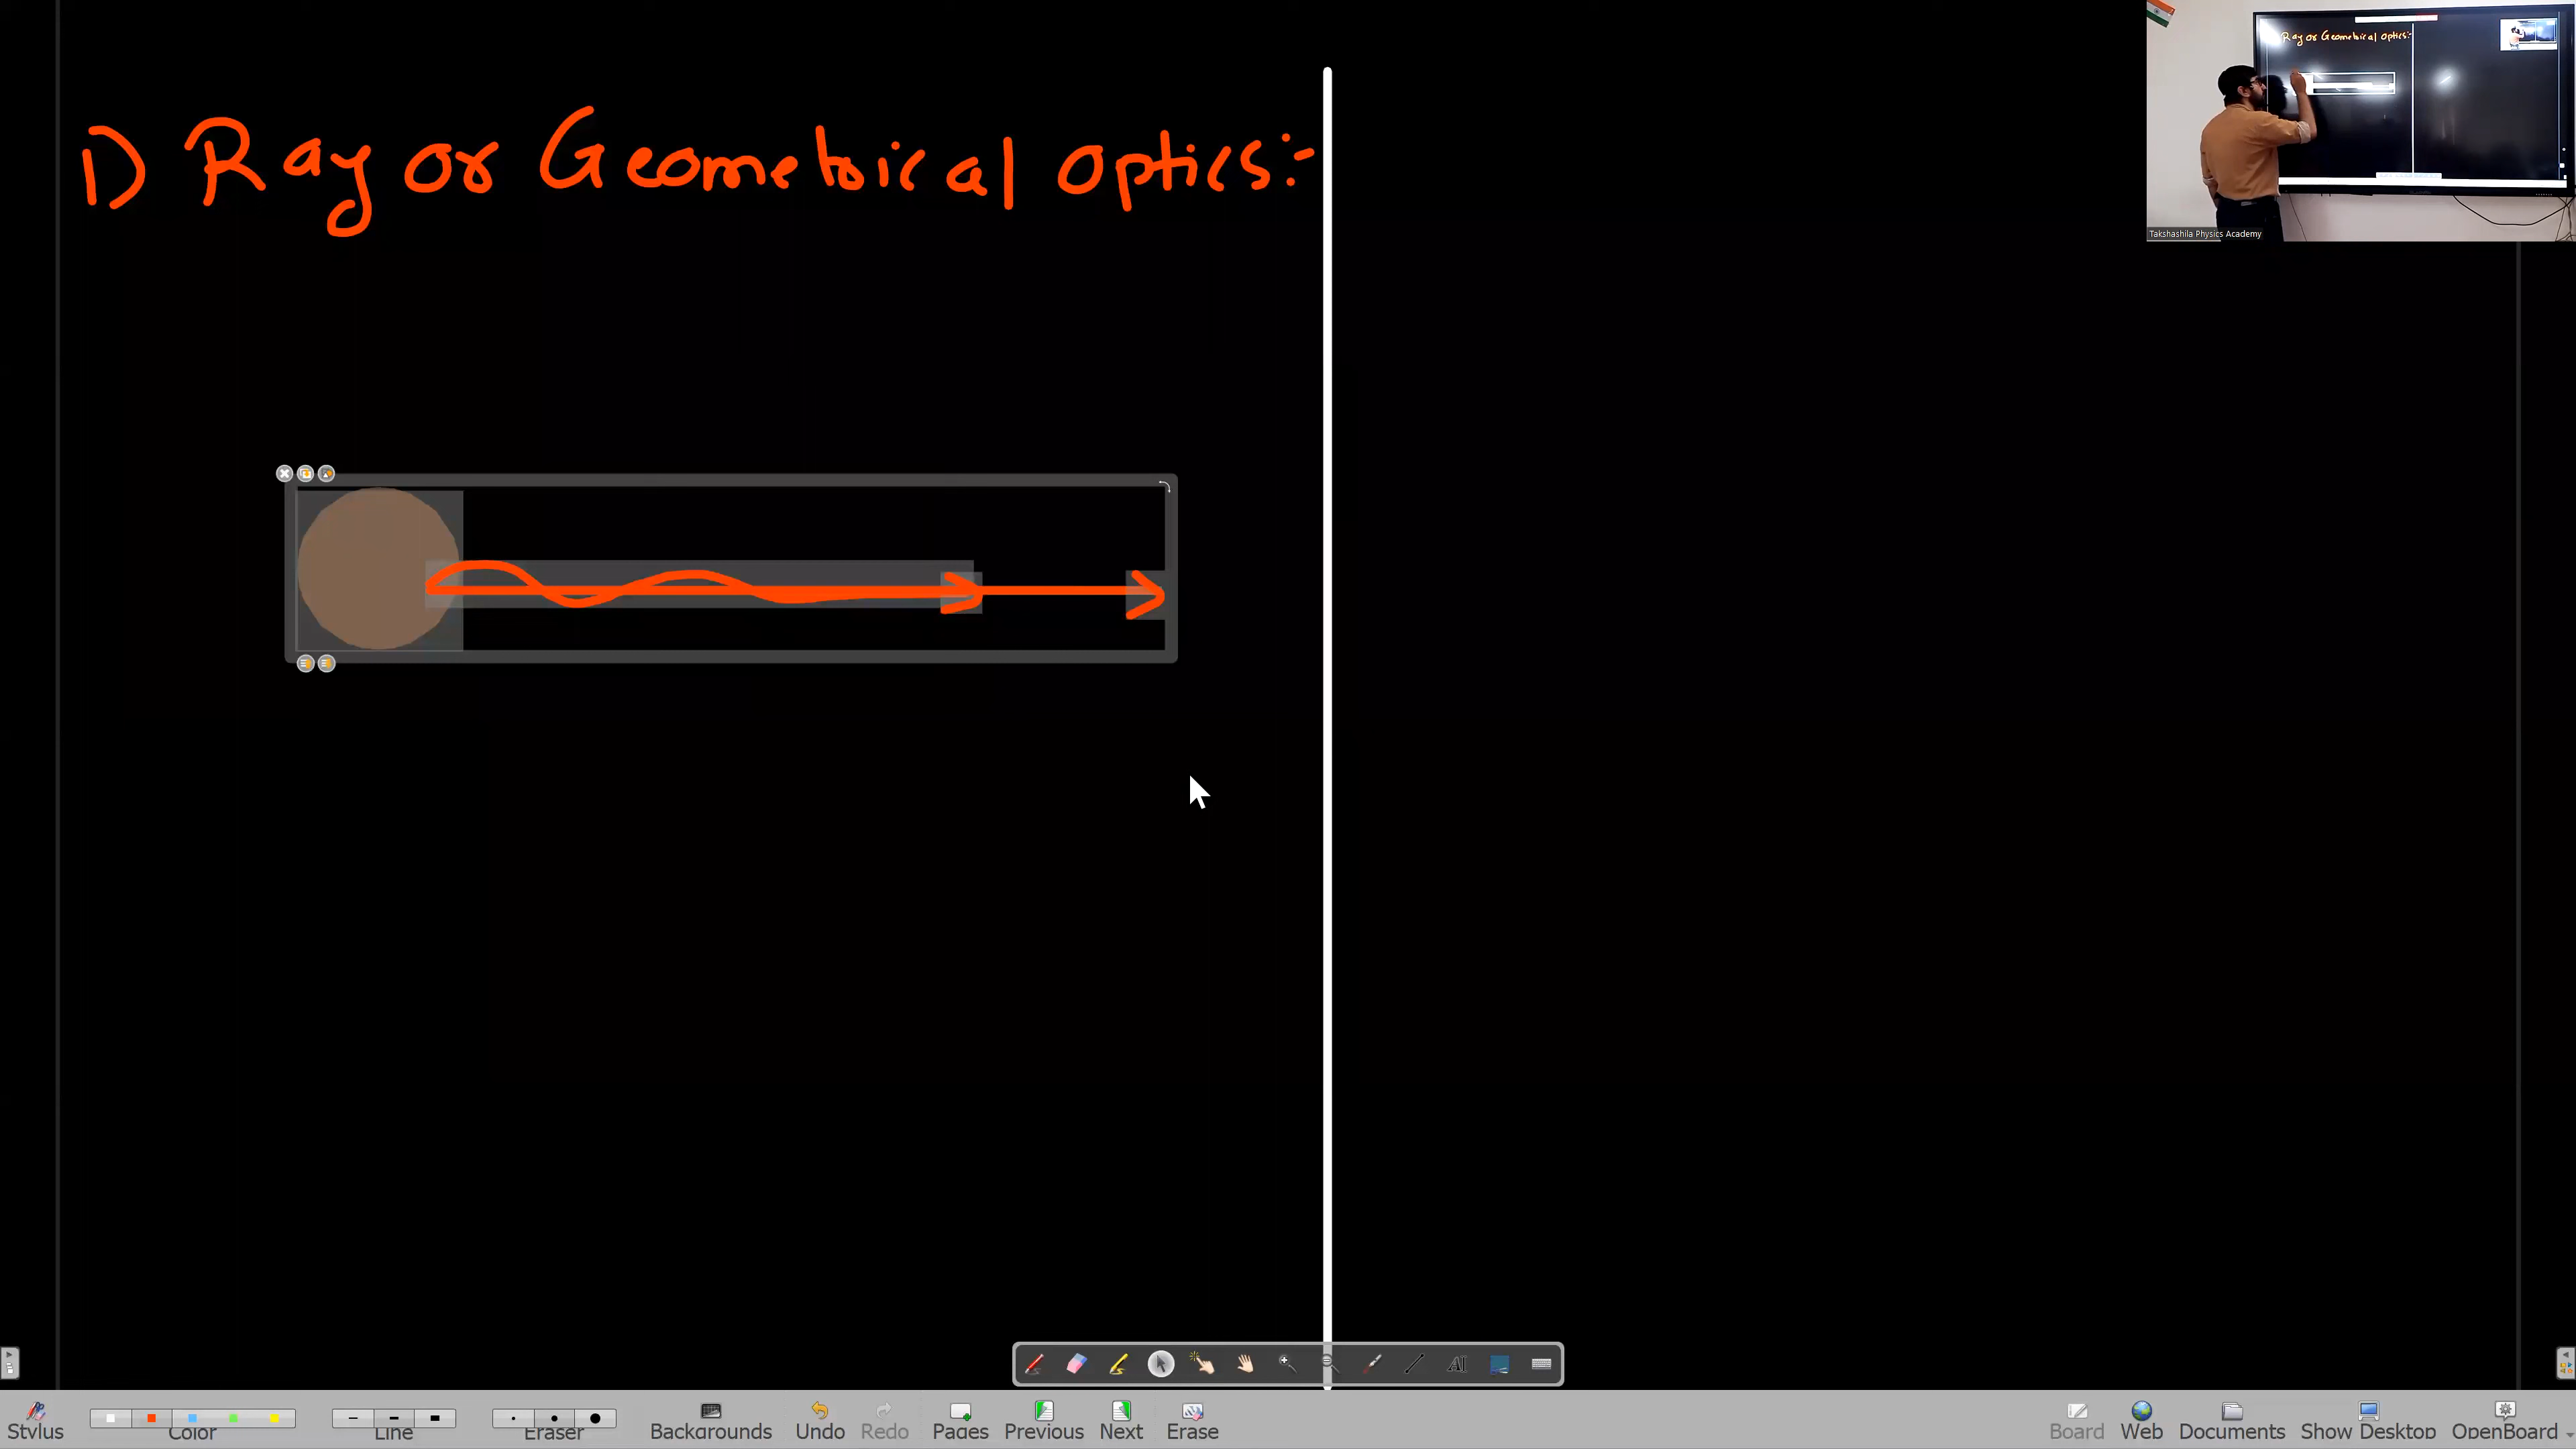 1) Ray or Geometrical Optics:-
Ray or Geometrical Optics:-
Takshashila Physics Academy
AI
Stylus
Color
Line
Eraser
Backgrounds
Undo
Redo
Pages
Previous
Next
Erase
Board
Web
Documents
Show Desktop
OpenBoard